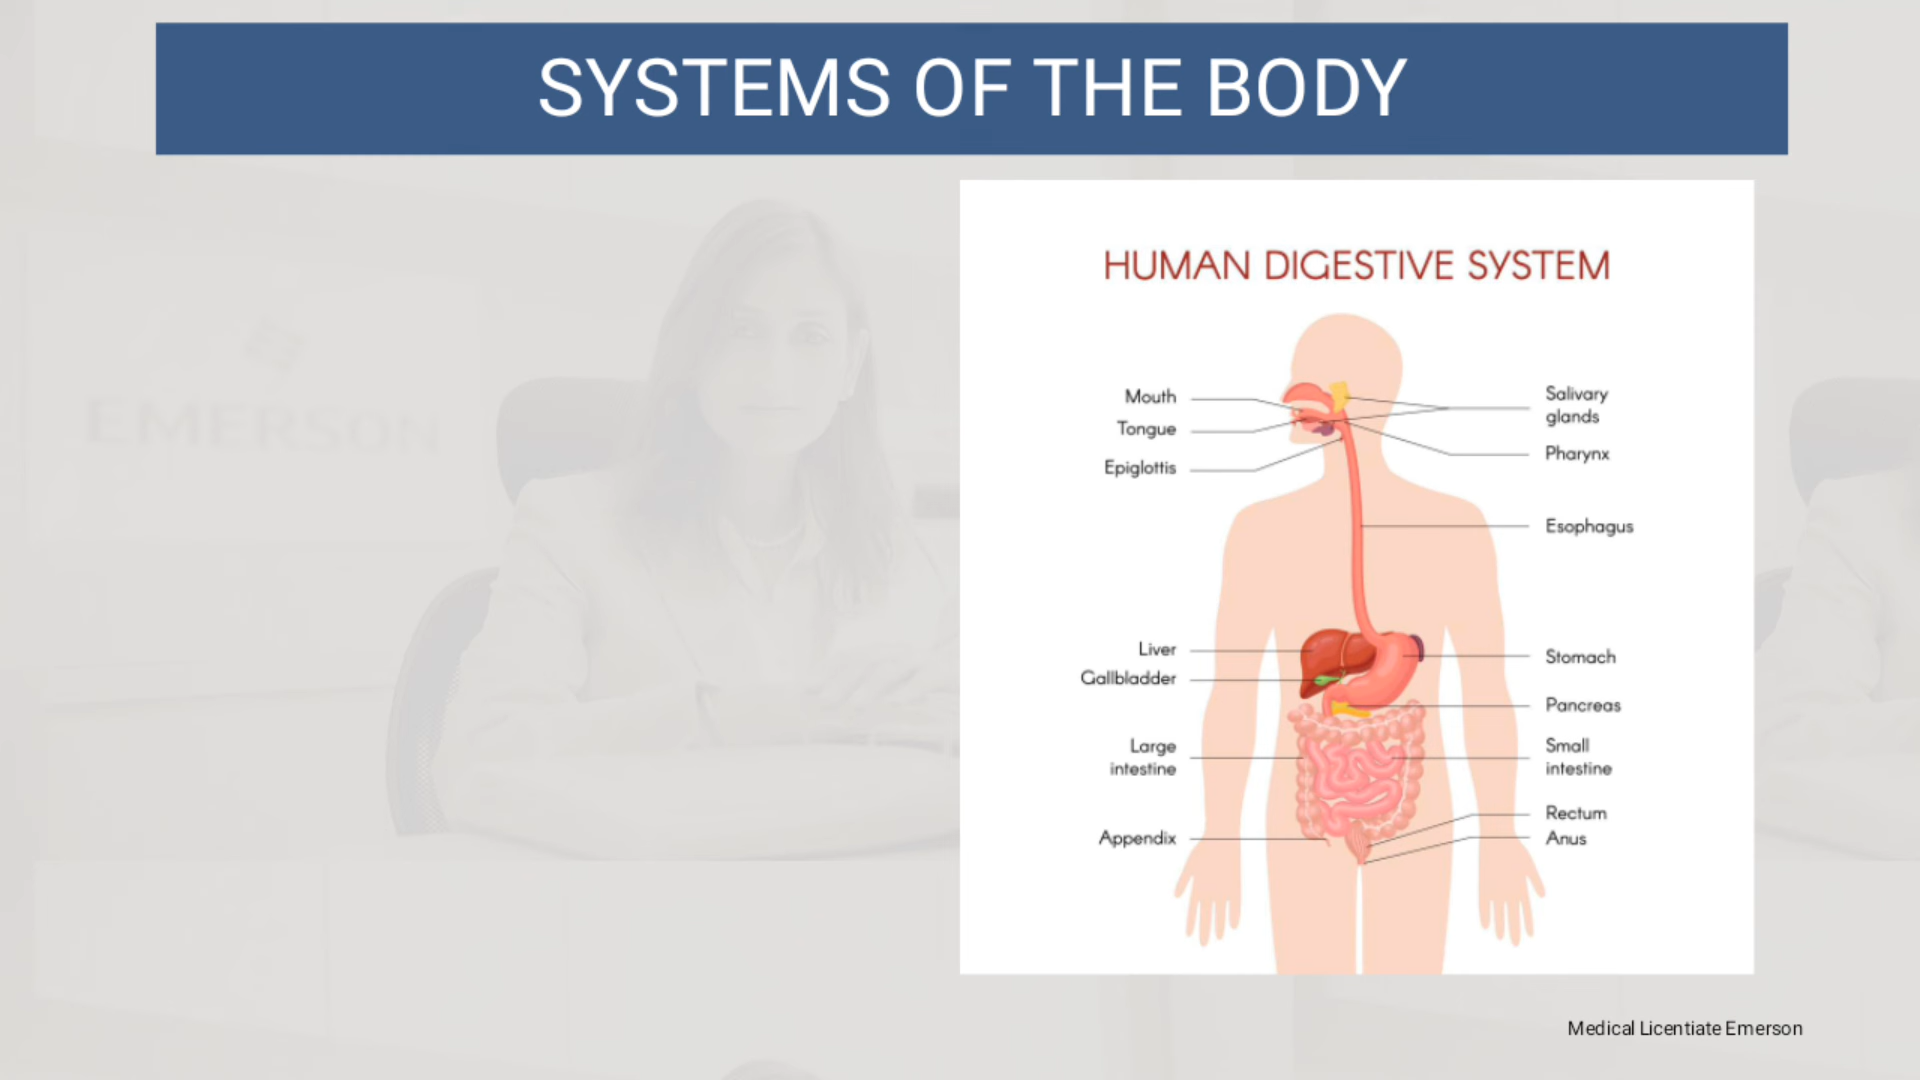 SYSTEMS OF THE BODY
EMERSON
HUMAN DIGESTIVE SYSTEM
Mouth
Tongue
Epiglottis
Salivary
glands
Pharynx
Esophagus
Liver
Gallbladder
Stomach
Pancreas
Large
intestine
Small
intestine
Appendix
Rectum
Anus
Medical Licentiate Emerson